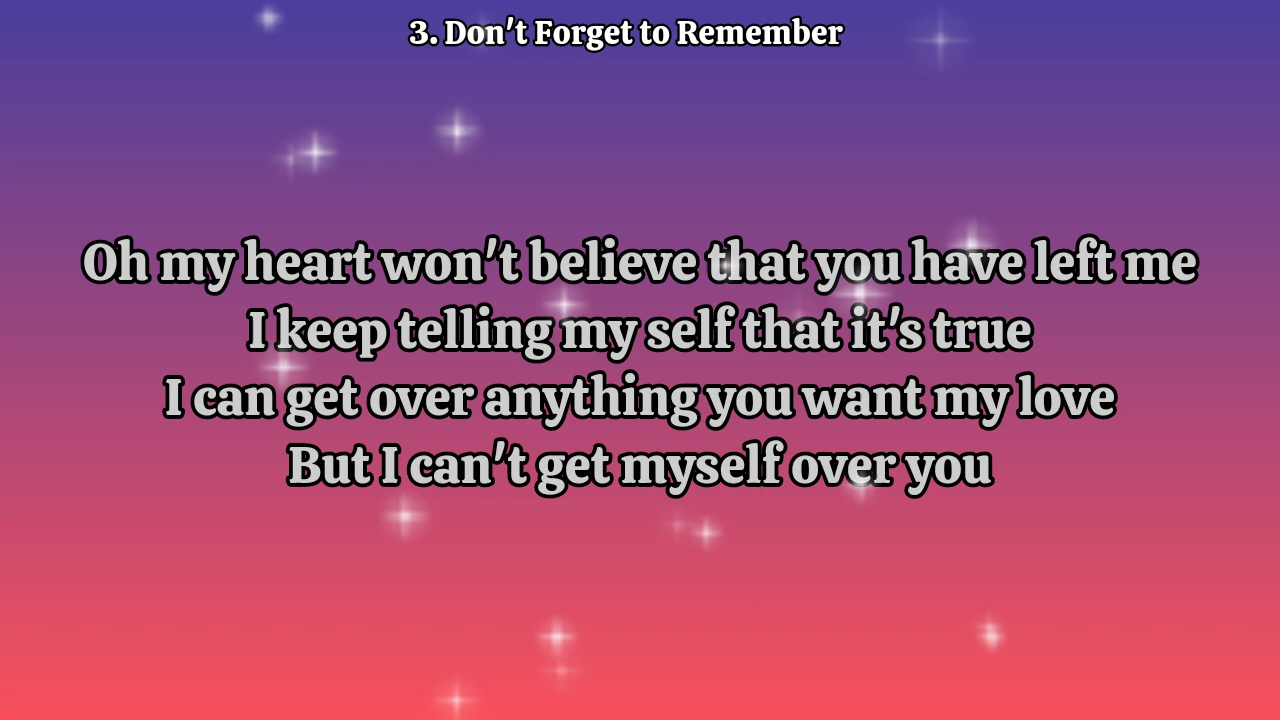 3. Don't Forget to Remember
Oh my heart won't believe that you have left me
I keep telling my self that it's true
I can get over anything you want my love
But I can't get myself over you